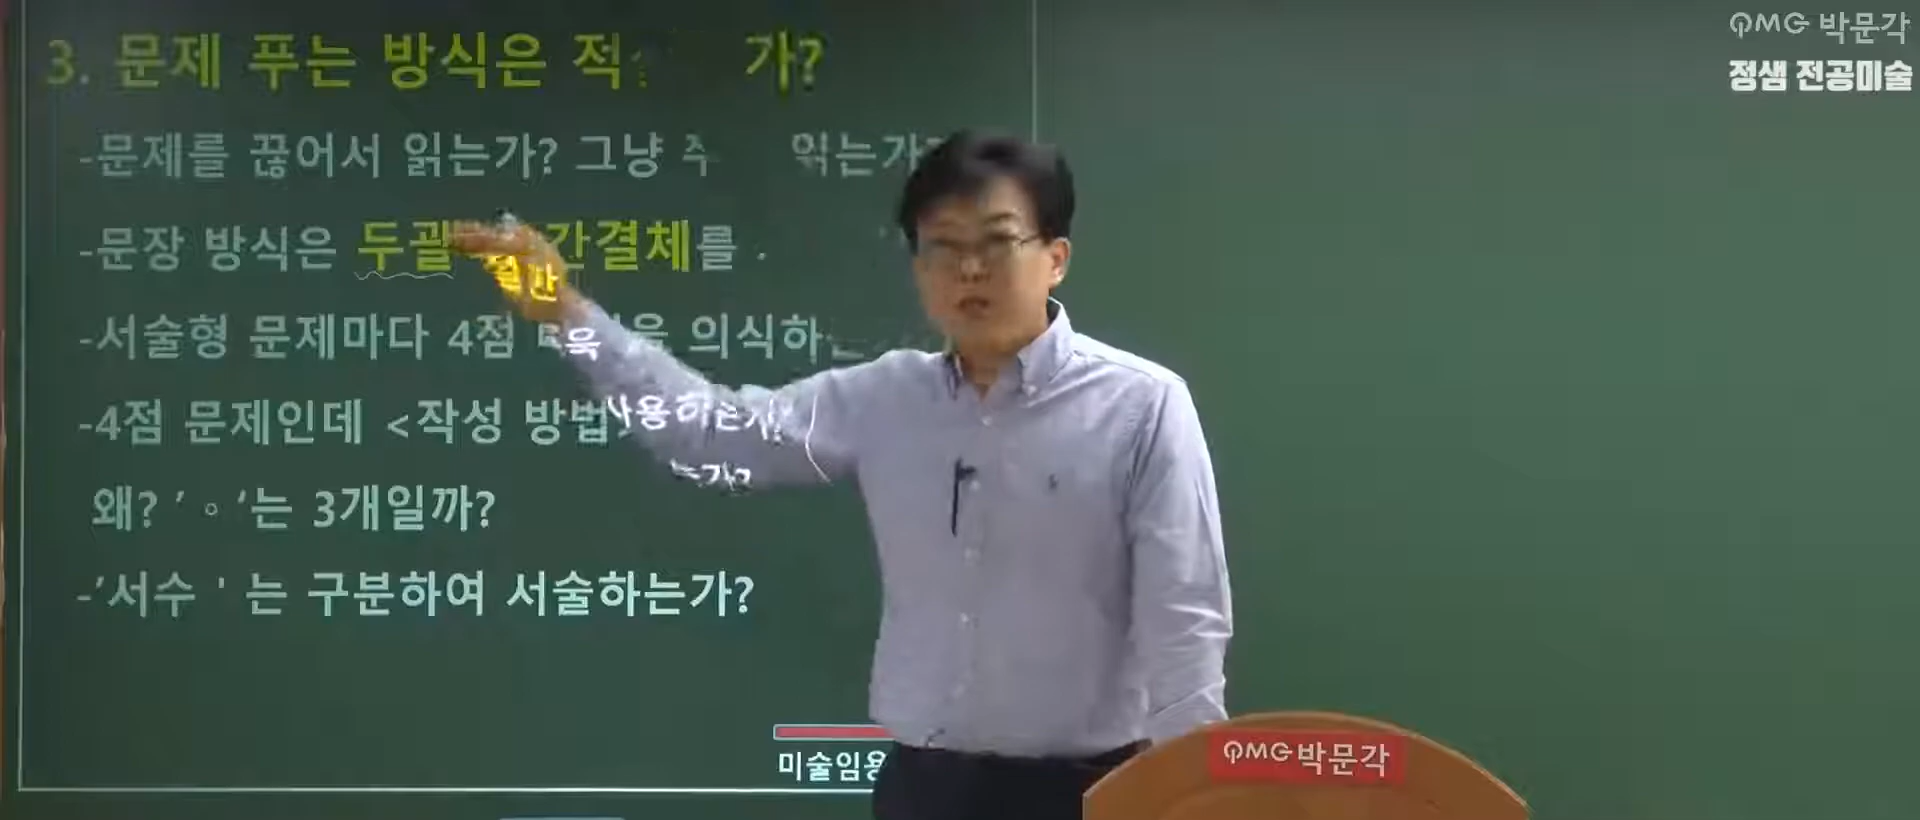 3. 문제 푸는 방식은 가?
-문제를 끊어서 읽는가? 그냥 읽는가?
-문장 방식은 두괄 간결체를
-서술형 문제마다 4점 의식하는
-4점 문제인데 <작성 방법> 사용하는가?
는가?
왜? ' ∘ '는 3개일까?
-'서수 ' 는 구분하여 서술하는가?
미술임용
PMG 박문각
정샘 전공미술
PMG 박문각